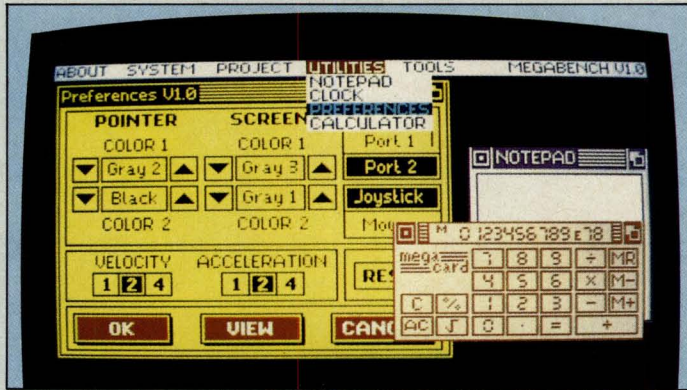 ABOUT SYSTEM PROJECT UTILITIES TOOLS MEGABENCH V1.0
NOTEPAD
CLOCK
PREFERENCES
CALCULATOR
Preferences V1.0
POINTER SCREEN
COLOR 1 COLOR 1 Port 1
Gray 2 Gray 3 Port 2
Black Gray 1 Joystick
COLOR 2 COLOR 2
VELOCITY ACCELERATION
1 2 4 1 2 4
OK VIEW
NOTEPAD
M 0123456789E78
mega card
7 8 9 ÷ MR
4 5 6 × M-
C % 1 2 3 - M+
AC √ 0 . = +